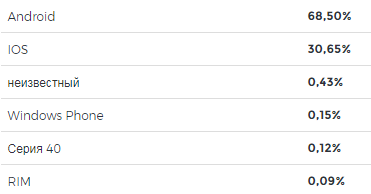 Android 68,50%
IOS 30,65%
неизвестный 0,43%
Windows Phone 0,15%
Серия 40 0,12%
RIM 0,09%